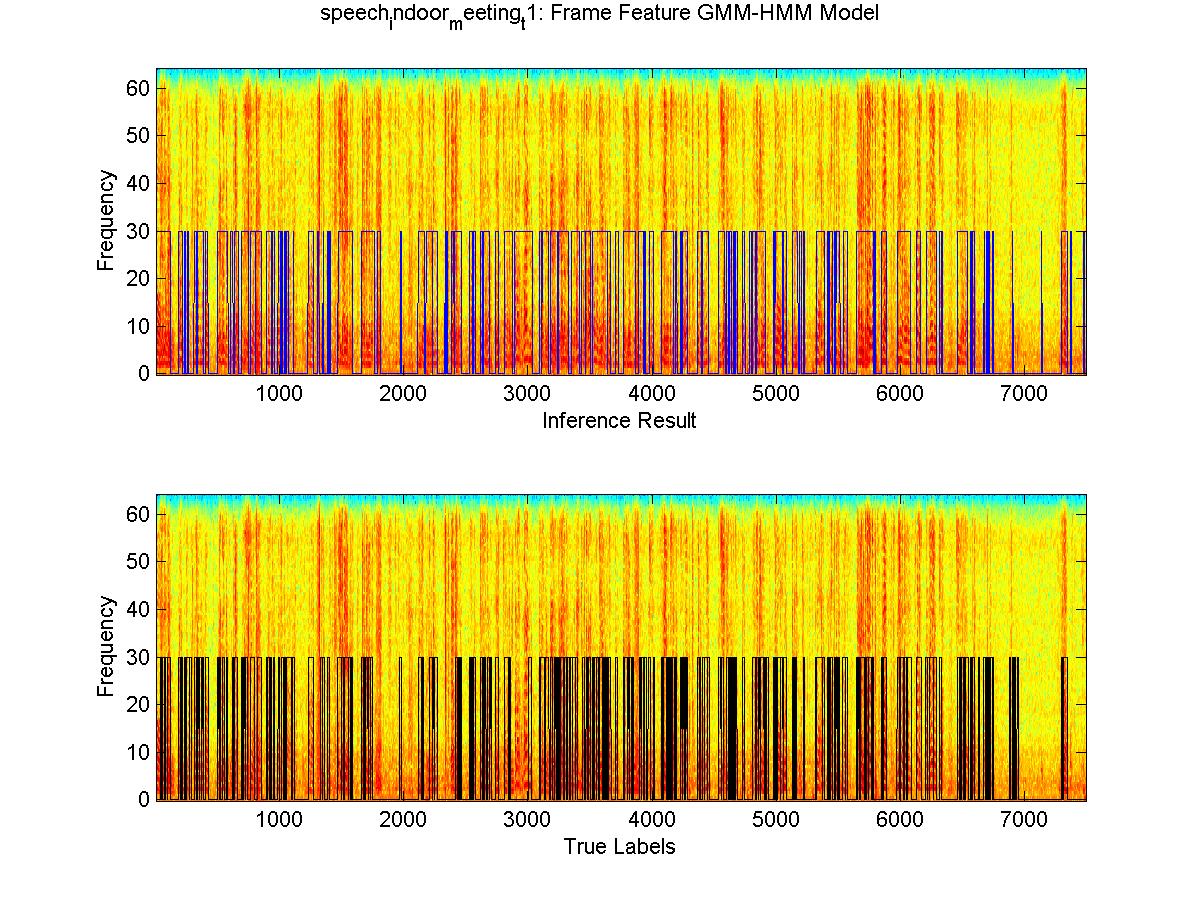 speech_indoor_meeting_t1: Frame Feature GMM-HMM Model
60
50
40
30
20
10
0
Frequency
1000 2000 3000 4000 5000 6000 7000
Inference Result
60
50
40
30
20
10
0
Frequency
1000 2000 3000 4000 5000 6000 7000
True Labels